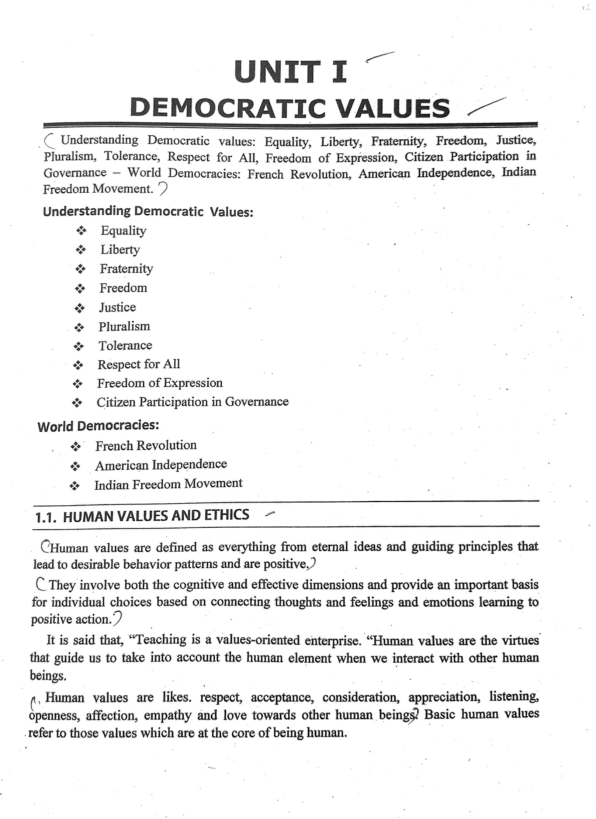 UNIT I
DEMOCRATIC VALUES
Understanding Democratic values: Equality, Liberty, Fraternity, Freedom, Justice,
Pluralism, Tolerance, Respect for All, Freedom of Expression, Citizen Participation in
Governance – World Democracies: French Revolution, American Independence, Indian
Freedom Movement.
Understanding Democratic Values:
❖ Equality
❖ Liberty
❖ Fraternity
❖ Freedom
❖ Justice
❖ Pluralism
❖ Tolerance
❖ Respect for All
❖ Freedom of Expression
❖ Citizen Participation in Governance
World Democracies:
❖ French Revolution
❖ American Independence
❖ Indian Freedom Movement
1.1. HUMAN VALUES AND ETHICS
Human values are defined as everything from eternal ideas and guiding principles that
lead to desirable behavior patterns and are positive,
They involve both the cognitive and effective dimensions and provide an important basis
for individual choices based on connecting thoughts and feelings and emotions learning to
positive action.
It is said that, “Teaching is a values-oriented enterprise. “Human values are the virtues
that guide us to take into account the human element when we interact with other human
beings.
Human values are likes. respect, acceptance, consideration, appreciation, listening,
openness, affection, empathy and love towards other human beings. Basic human values
refer to those values which are at the core of being human.